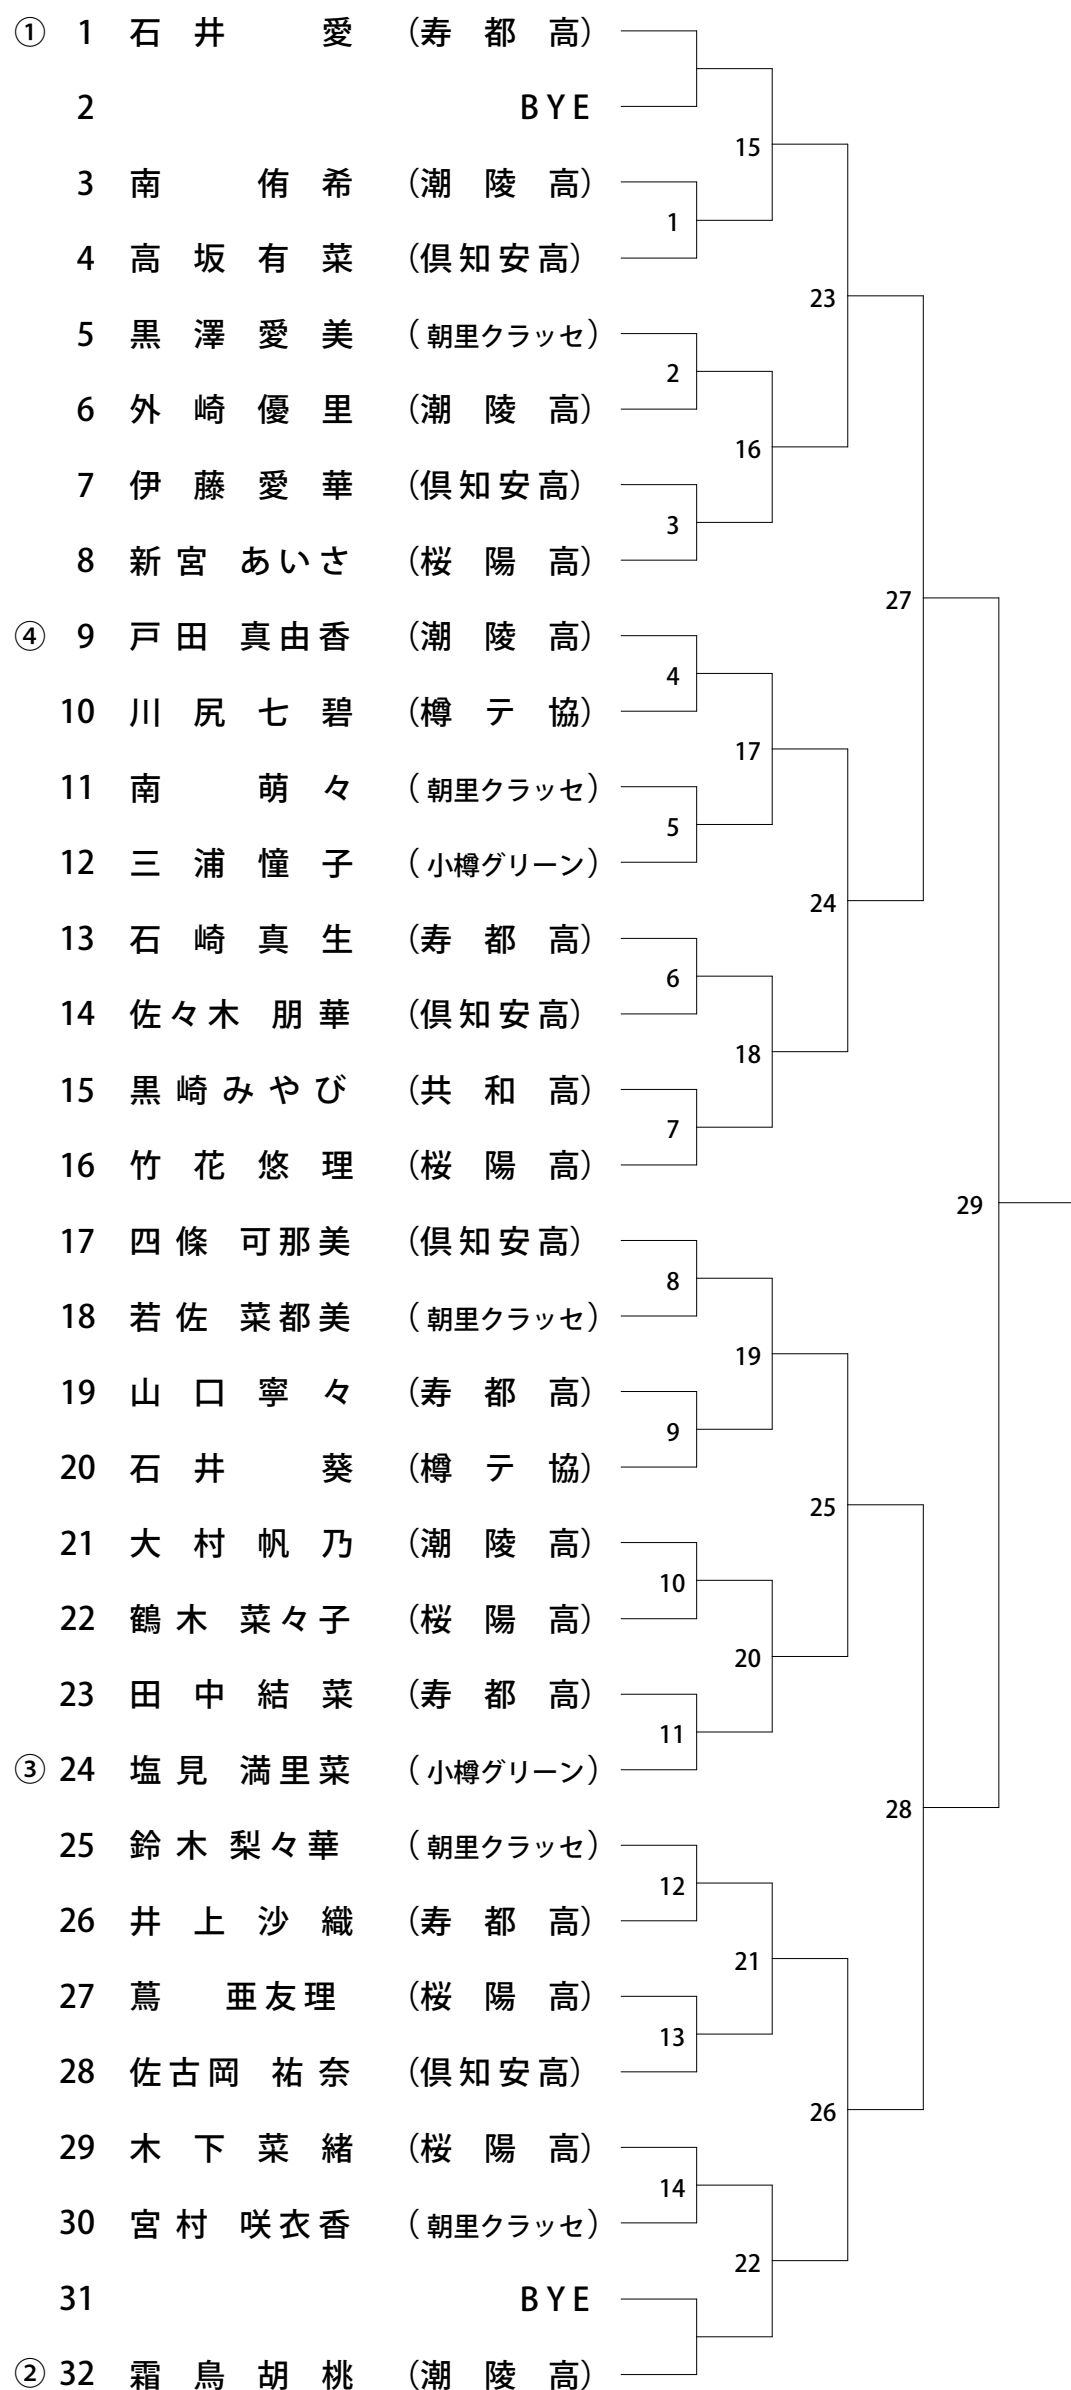 ① 1 石井 愛 （寿都高）
2 BYE
15
3 南 侑希 （潮陵高）
1
4 高坂有菜 （倶知安高）
23
5 黒澤愛美 （朝里クラッセ）
2
6 外崎優里 （潮陵高）
16
7 伊藤愛華 （倶知安高）
3
8 新宮 あいさ （桜陽高）
27
④ 9 戸田 真由香 （潮陵高）
4
10 川尻七碧 （樽テ協）
17
11 南 萌々 （朝里クラッセ）
5
12 三浦憧子 （小樽グリーン）
24
13 石崎真生 （寿都高）
6
14 佐々木 朋華 （倶知安高）
18
15 黒崎みやび （共和高）
7
16 竹花悠理 （桜陽高）
29
17 四條 可那美 （倶知安高）
8
18 若佐 菜都美 （朝里クラッセ）
19
19 山口寧々 （寿都高）
9
20 石井 葵 （樽テ協）
25
21 大村帆乃 （潮陵高）
10
22 鶴木 菜々子 （桜陽高）
20
23 田中結菜 （寿都高）
11
③ 24 塩見 満里菜 （小樽グリーン）
28
25 鈴木 梨々華 （朝里クラッセ）
12
26 井上沙織 （寿都高）
21
27 蔦 亜友理 （桜陽高）
13
28 佐古岡 祐奈 （倶知安高）
26
29 木下菜緒 （桜陽高）
14
30 宮村 咲衣香 （朝里クラッセ）
22
31 BYE
② 32 霜鳥胡桃 （潮陵高）